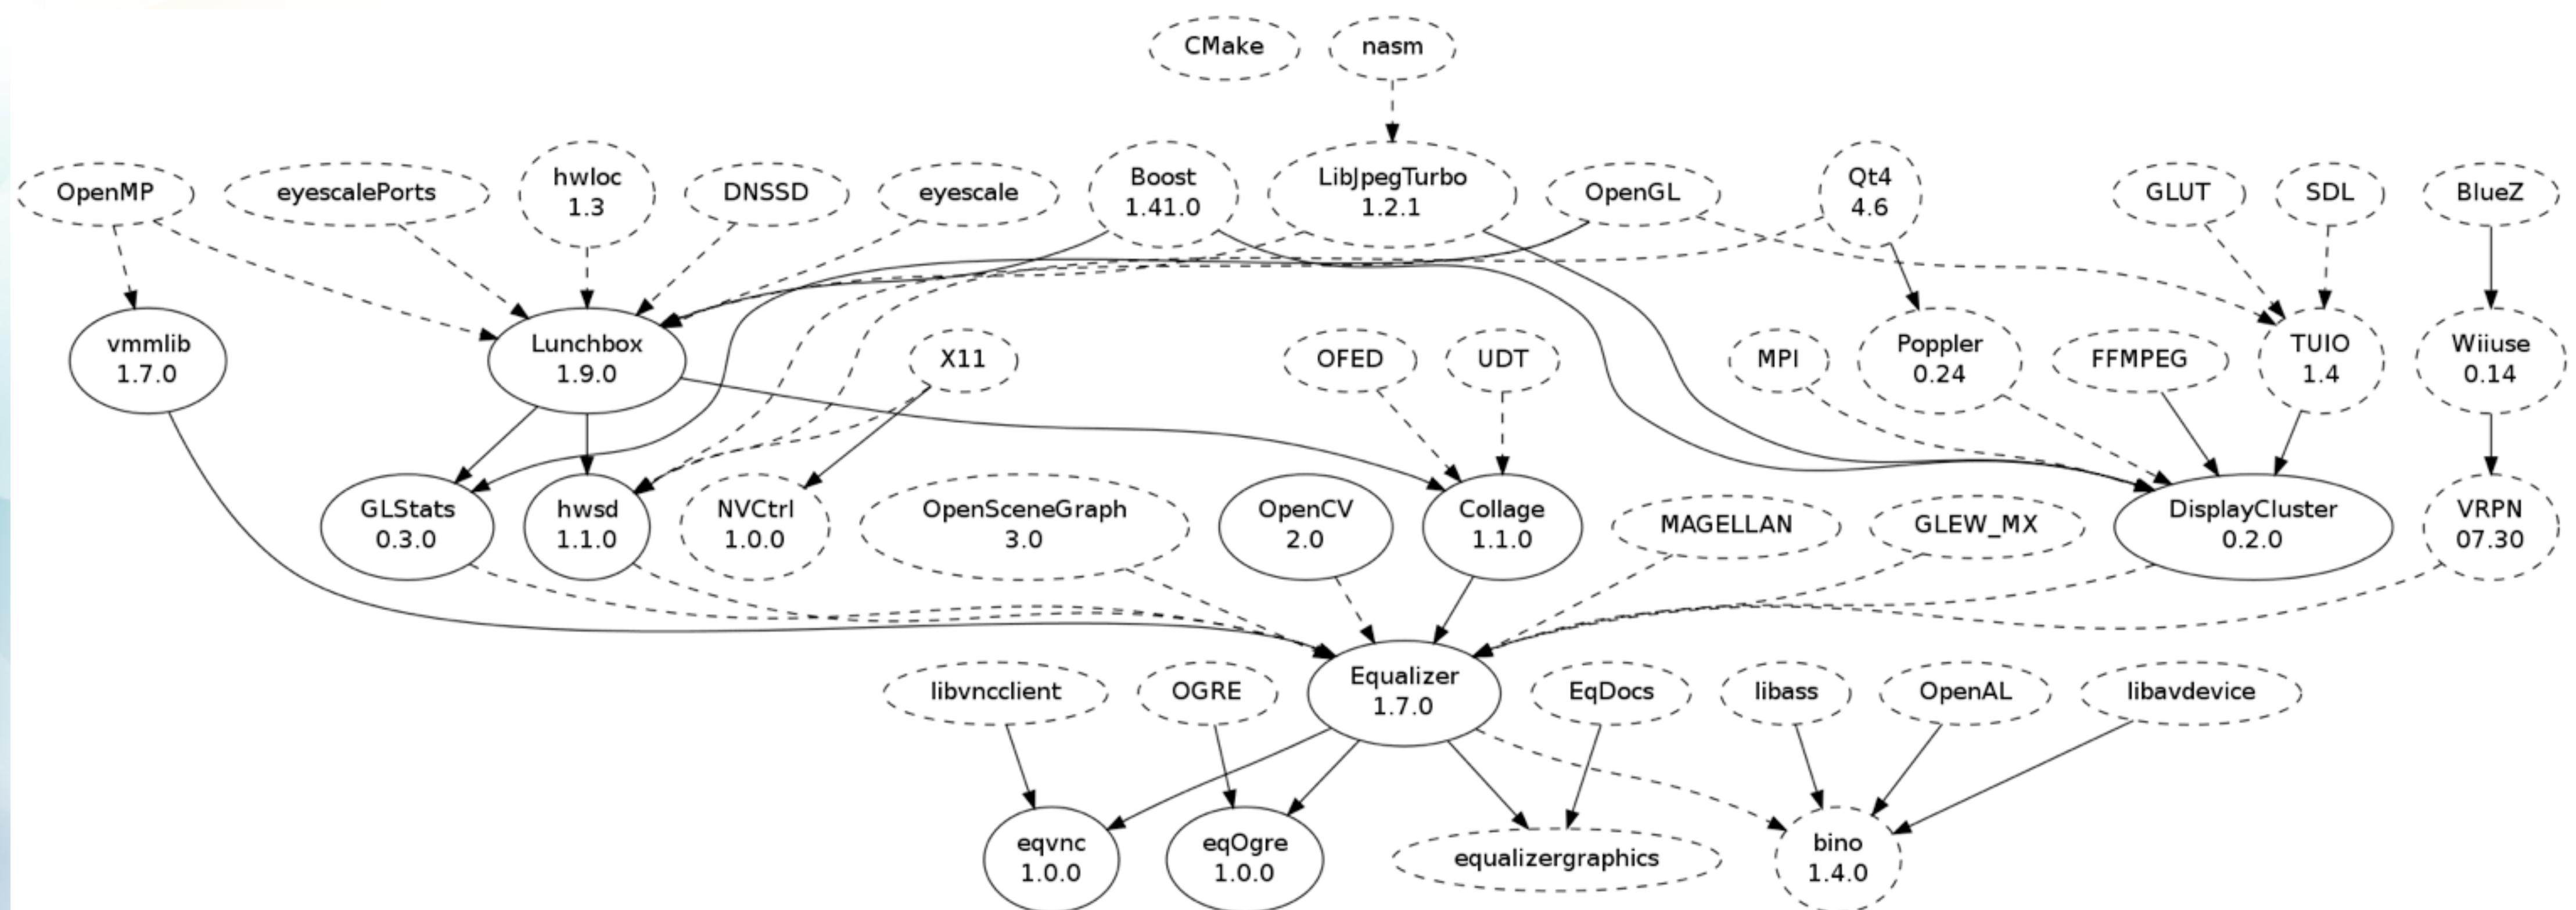 CMake
nasm
OpenMP
eyescalePorts
hwloc
1.3
DNSSD
eyescale
Boost
1.41.0
LibJpegTurbo
1.2.1
OpenGL
Qt4
4.6
GLUT
SDL
BlueZ
vmmlib
1.7.0
Lunchbox
1.9.0
X11
OFED
UDT
MPI
Poppler
0.24
FFMPEG
TUIO
1.4
Wiiuse
0.14
GLStats
0.3.0
hwsd
1.1.0
NVCtrl
1.0.0
OpenSceneGraph
3.0
OpenCV
2.0
Collage
1.1.0
MAGELLAN
GLEW_MX
DisplayCluster
0.2.0
VRPN
07.30
libvncclient
OGRE
Equalizer
1.7.0
EqDocs
libass
OpenAL
libavdevice
eqvnc
1.0.0
eqOgre
1.0.0
equalizergraphics
bino
1.4.0